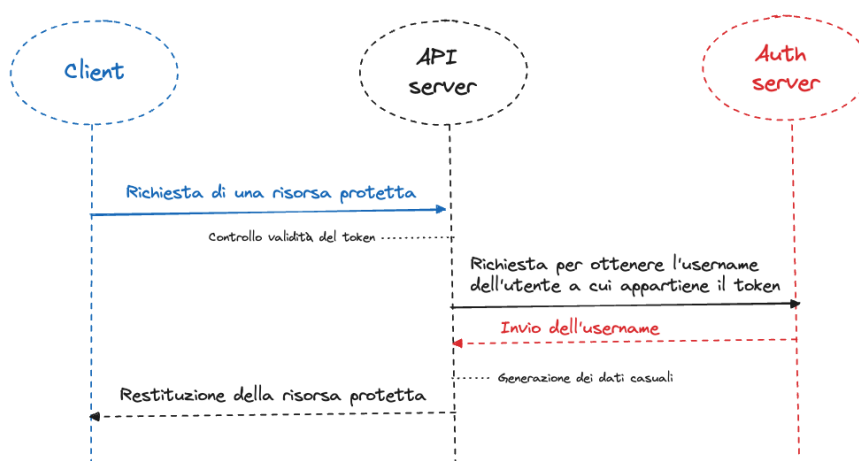 Client
API
server
Auth
server
Richiesta di una risorsa protetta
Controllo validità del token
Richiesta per ottenere l'username
dell'utente a cui appartiene il token
Invio dell'username
Generazione dei dati casuali
Restituzione della risorsa protetta